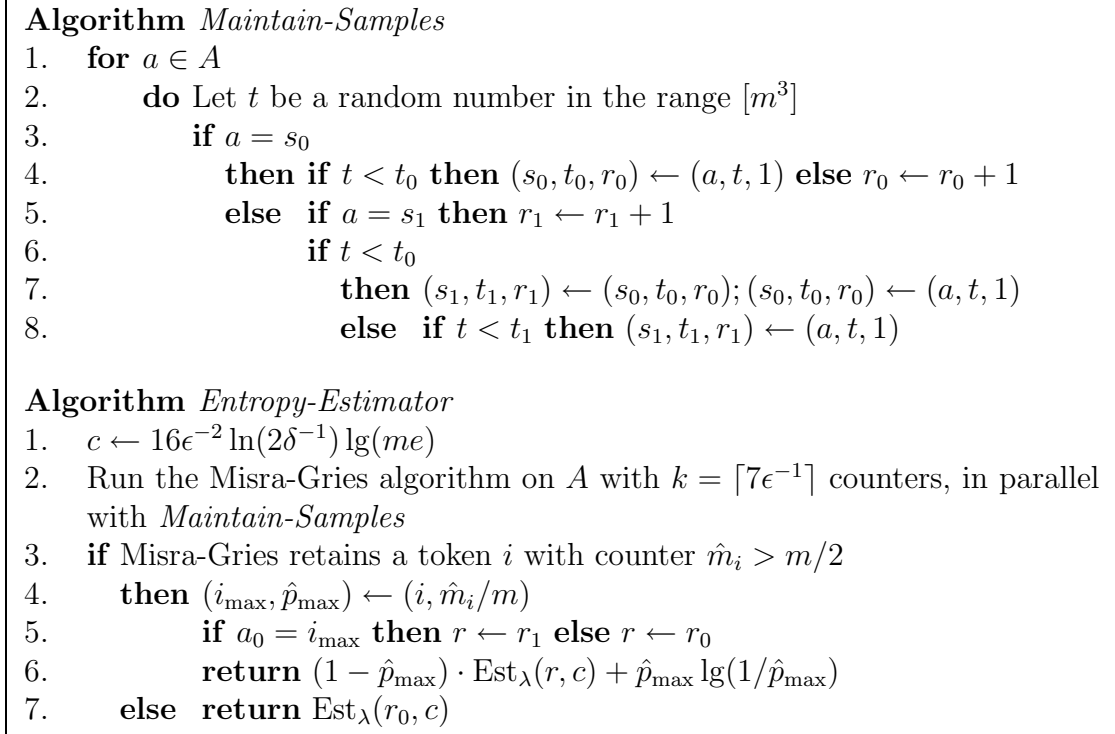 Algorithm Maintain-Samples
1. for a ∈ A
2. do Let t be a random number in the range [m³]
3. if a = s₀
4. then if t < t₀ then (s₀, t₀, r₀) ← (a, t, 1) else r₀ ← r₀ + 1
5. else if a = s₁ then r₁ ← r₁ + 1
6. if t < t₀
7. then (s₁, t₁, r₁) ← (s₀, t₀, r₀); (s₀, t₀, r₀) ← (a, t, 1)
8. else if t < t₁ then (s₁, t₁, r₁) ← (a, t, 1)
Algorithm Entropy-Estimator
1. c ← 16ϵ⁻² ln(2δ⁻¹) lg(me)
2. Run the Misra-Gries algorithm on A with k = ⌈7ϵ⁻¹⌉ counters, in parallel
with Maintain-Samples
3. if Misra-Gries retains a token i with counter m̂ᵢ > m/2
4. then (i_max, p̂_max) ← (i, m̂ᵢ/m)
5. if a₀ = i_max then r ← r₁ else r ← r₀
6. return (1 − p̂_max) · Est_λ(r, c) + p̂_max lg(1/p̂_max)
7. else return Est_λ(r₀, c)